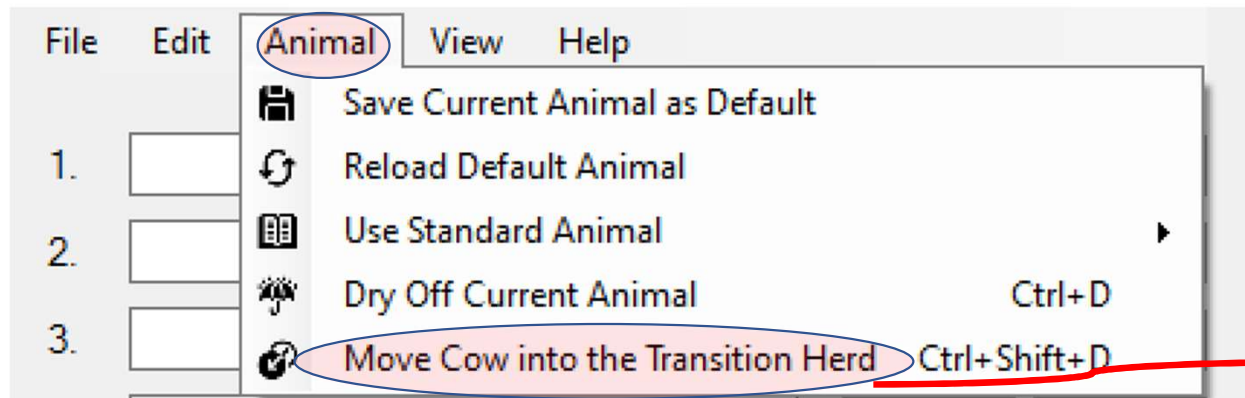 File Edit Animal View Help
Save Current Animal as Default
1. Reload Default Animal
2. Use Standard Animal
Dry Off Current Animal Ctrl+D
3. Move Cow into the Transition Herd Ctrl+Shift+D